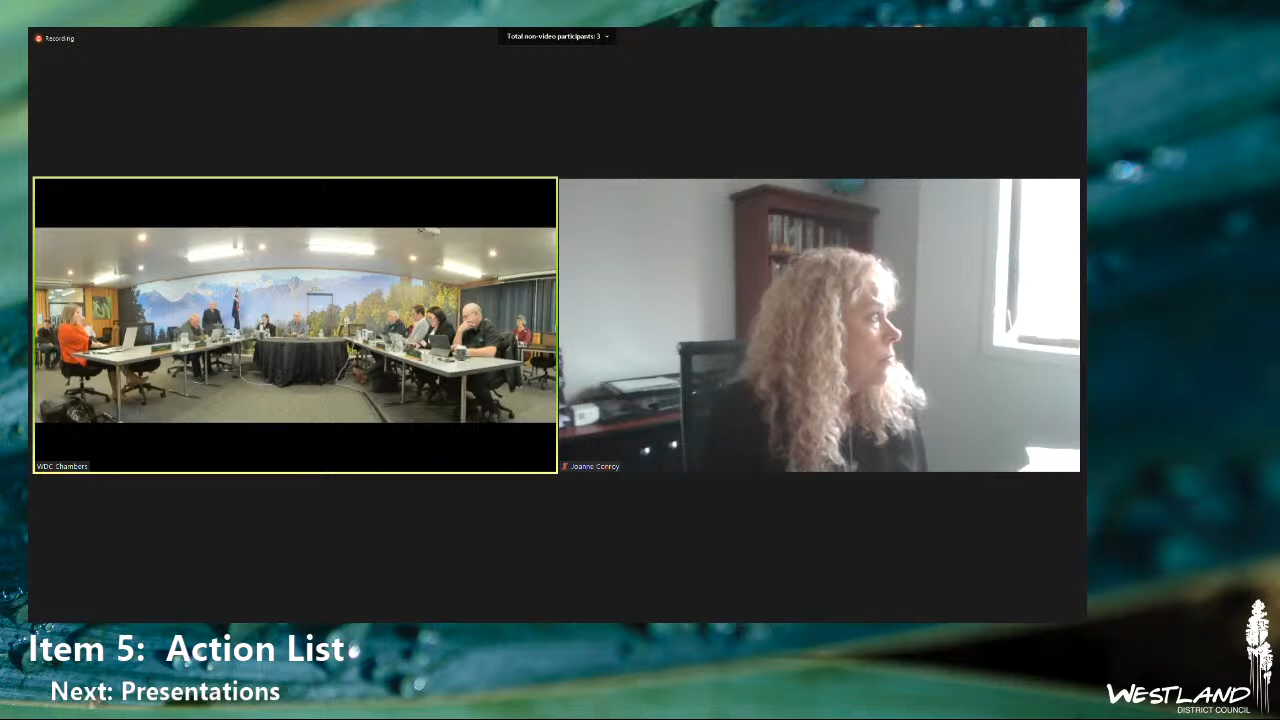 Recording
Total non-video participants: 3
WDC Chambers
Joanne Conroy
Item 5: Action List
Next: Presentations
WESTLAND
DISTRICT COUNCIL